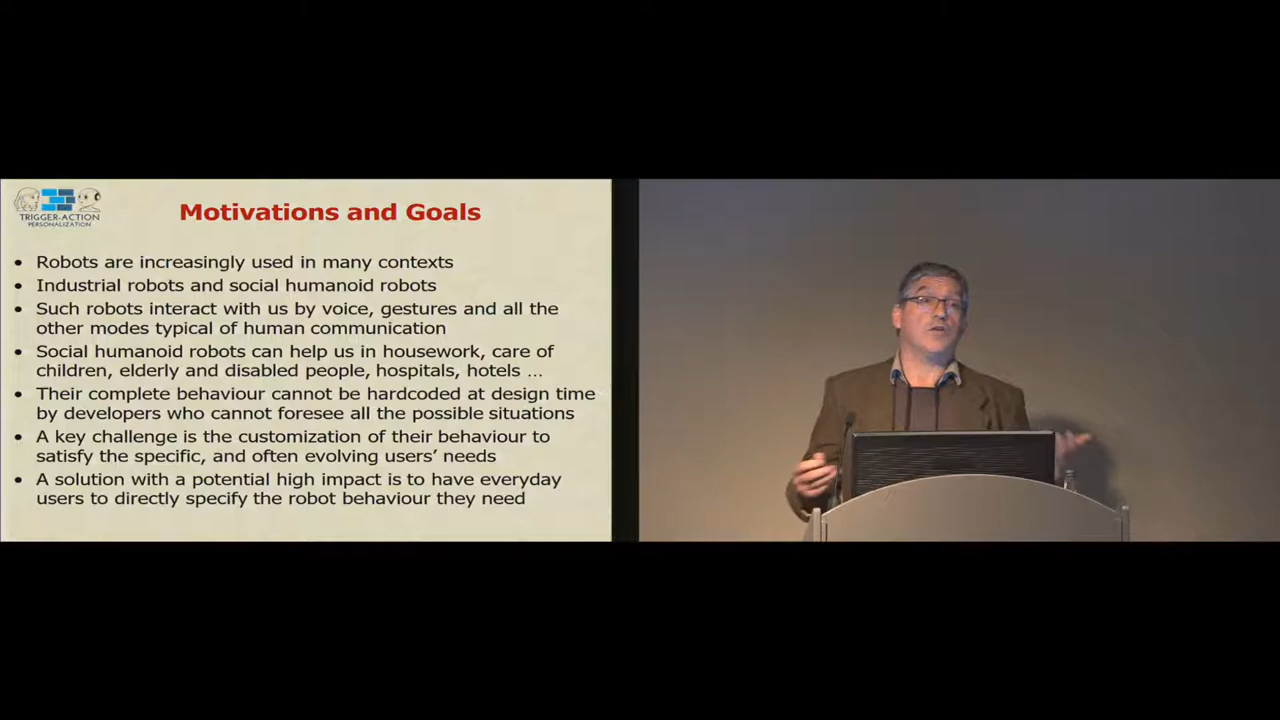 TRIGGER-ACTION
PERSONALIZATION
Motivations and Goals
• Robots are increasingly used in many contexts
• Industrial robots and social humanoid robots
• Such robots interact with us by voice, gestures and all the
other modes typical of human communication
• Social humanoid robots can help us in housework, care of
children, elderly and disabled people, hospitals, hotels ...
• Their complete behaviour cannot be hardcoded at design time
by developers who cannot foresee all the possible situations
• A key challenge is the customization of their behaviour to
satisfy the specific, and often evolving users’ needs
• A solution with a potential high impact is to have everyday
users to directly specify the robot behaviour they need